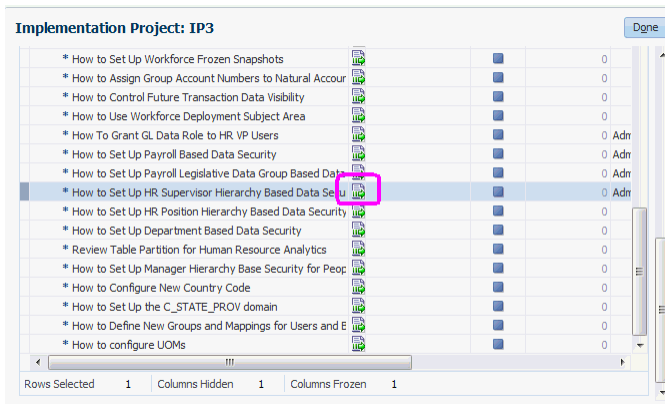 Implementation Project: IP3
Done
* How to Set Up Workforce Frozen Snapshots 0
* How to Assign Group Account Numbers to Natural Accour 0
* How to Control Future Transaction Data Visibility 0
* How to Use Workforce Deployment Subject Area 0
* How To Grant GL Data Role to HR VP Users 0 Adm
* How to Set Up Payroll Based Data Security 0 Adm
* How to Set Up Payroll Legislative Data Group Based Data 0 Adm
* How to Set Up HR Supervisor Hierarchy Based Data Secu 0 Adm
* How to Set Up HR Position Hierarchy Based Data Security 0
* How to Set Up Department Based Data Security 0
* Review Table Partition for Human Resource Analytics 0
* How to Set Up Manager Hierarchy Base Security for Peop 0
* How to Configure New Country Code 0
* How to Set Up the C_STATE_PROV domain 0
* How to Define New Groups and Mappings for Users and E 0
* How to configure UOMs 0
Rows Selected 1 Columns Hidden 1 Columns Frozen 1